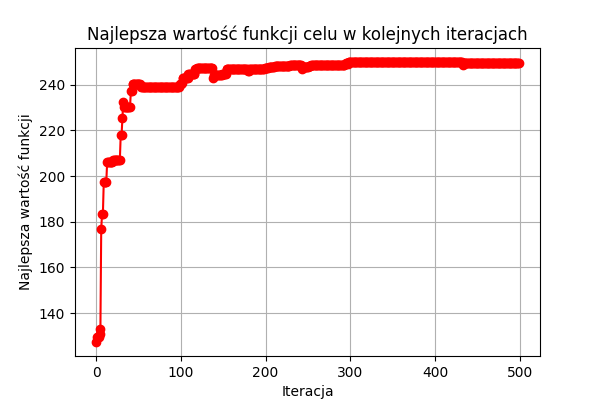 Najlepsza wartość funkcji celu w kolejnych iteracjach
Najlepsza wartość funkcji
240
220
200
180
160
140
0 100 200 300 400 500
Iteracja